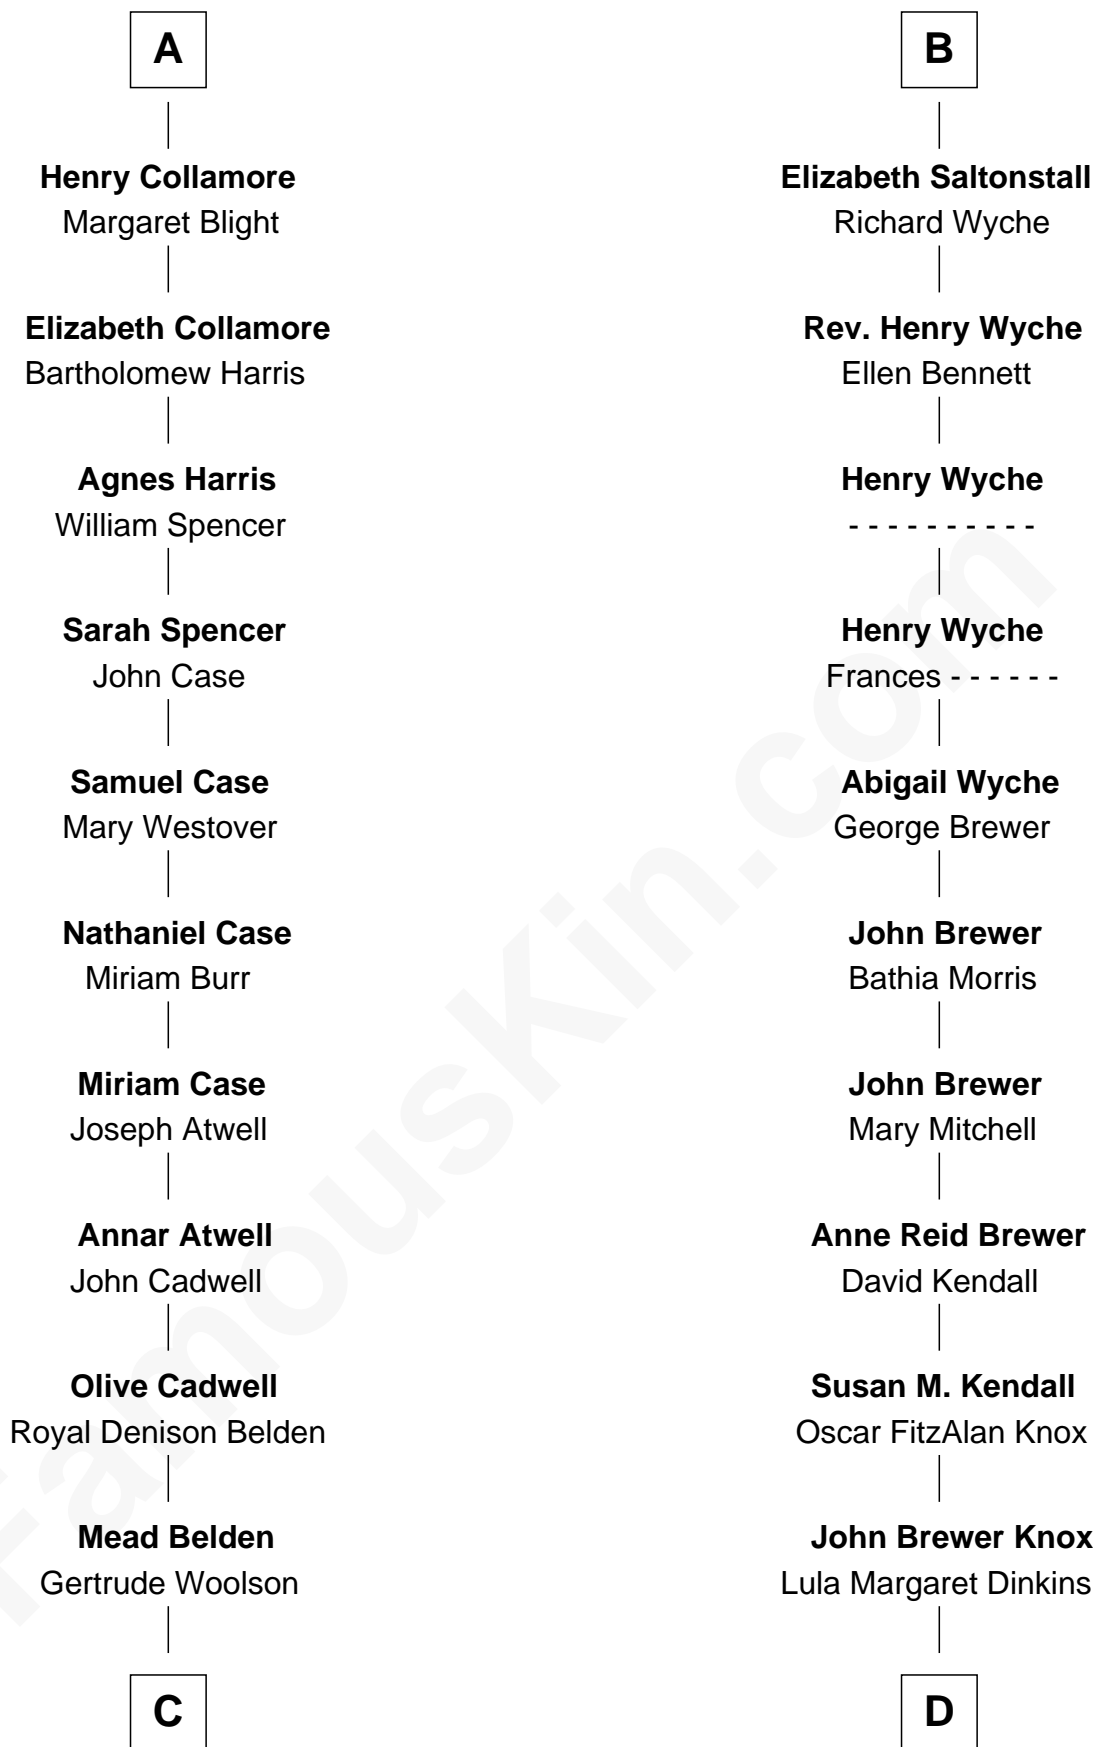 A
Henry Collamore
Margaret Blight
Elizabeth Collamore
Bartholomew Harris
Agnes Harris
William Spencer
Sarah Spencer
John Case
Samuel Case
Mary Westover
Nathaniel Case
Miriam Burr
Miriam Case
Joseph Atwell
Annar Atwell
John Cadwell
Olive Cadwell
Royal Denison Belden
Mead Belden
Gertrude Woolson
C
B
Elizabeth Saltonstall
Richard Wyche
Rev. Henry Wyche
Ellen Bennett
Henry Wyche
- - - - - - - - - -
Henry Wyche
Frances - - - - - -
Abigail Wyche
George Brewer
John Brewer
Bathia Morris
John Brewer
Mary Mitchell
Anne Reid Brewer
David Kendall
Susan M. Kendall
Oscar FitzAlan Knox
John Brewer Knox
Lula Margaret Dinkins
D
FamousKin.com